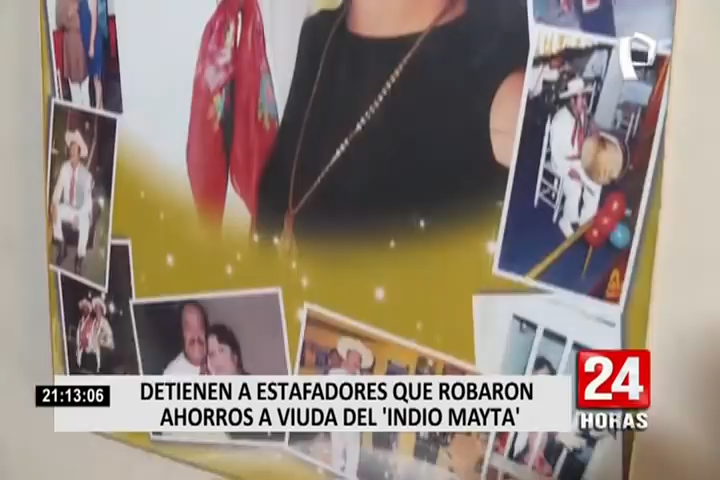 21:13:06
DETIENEN A ESTAFADORES QUE ROBARON
AHORROS A VIUDA DEL 'INDIO MAYTA'
24
HORAS